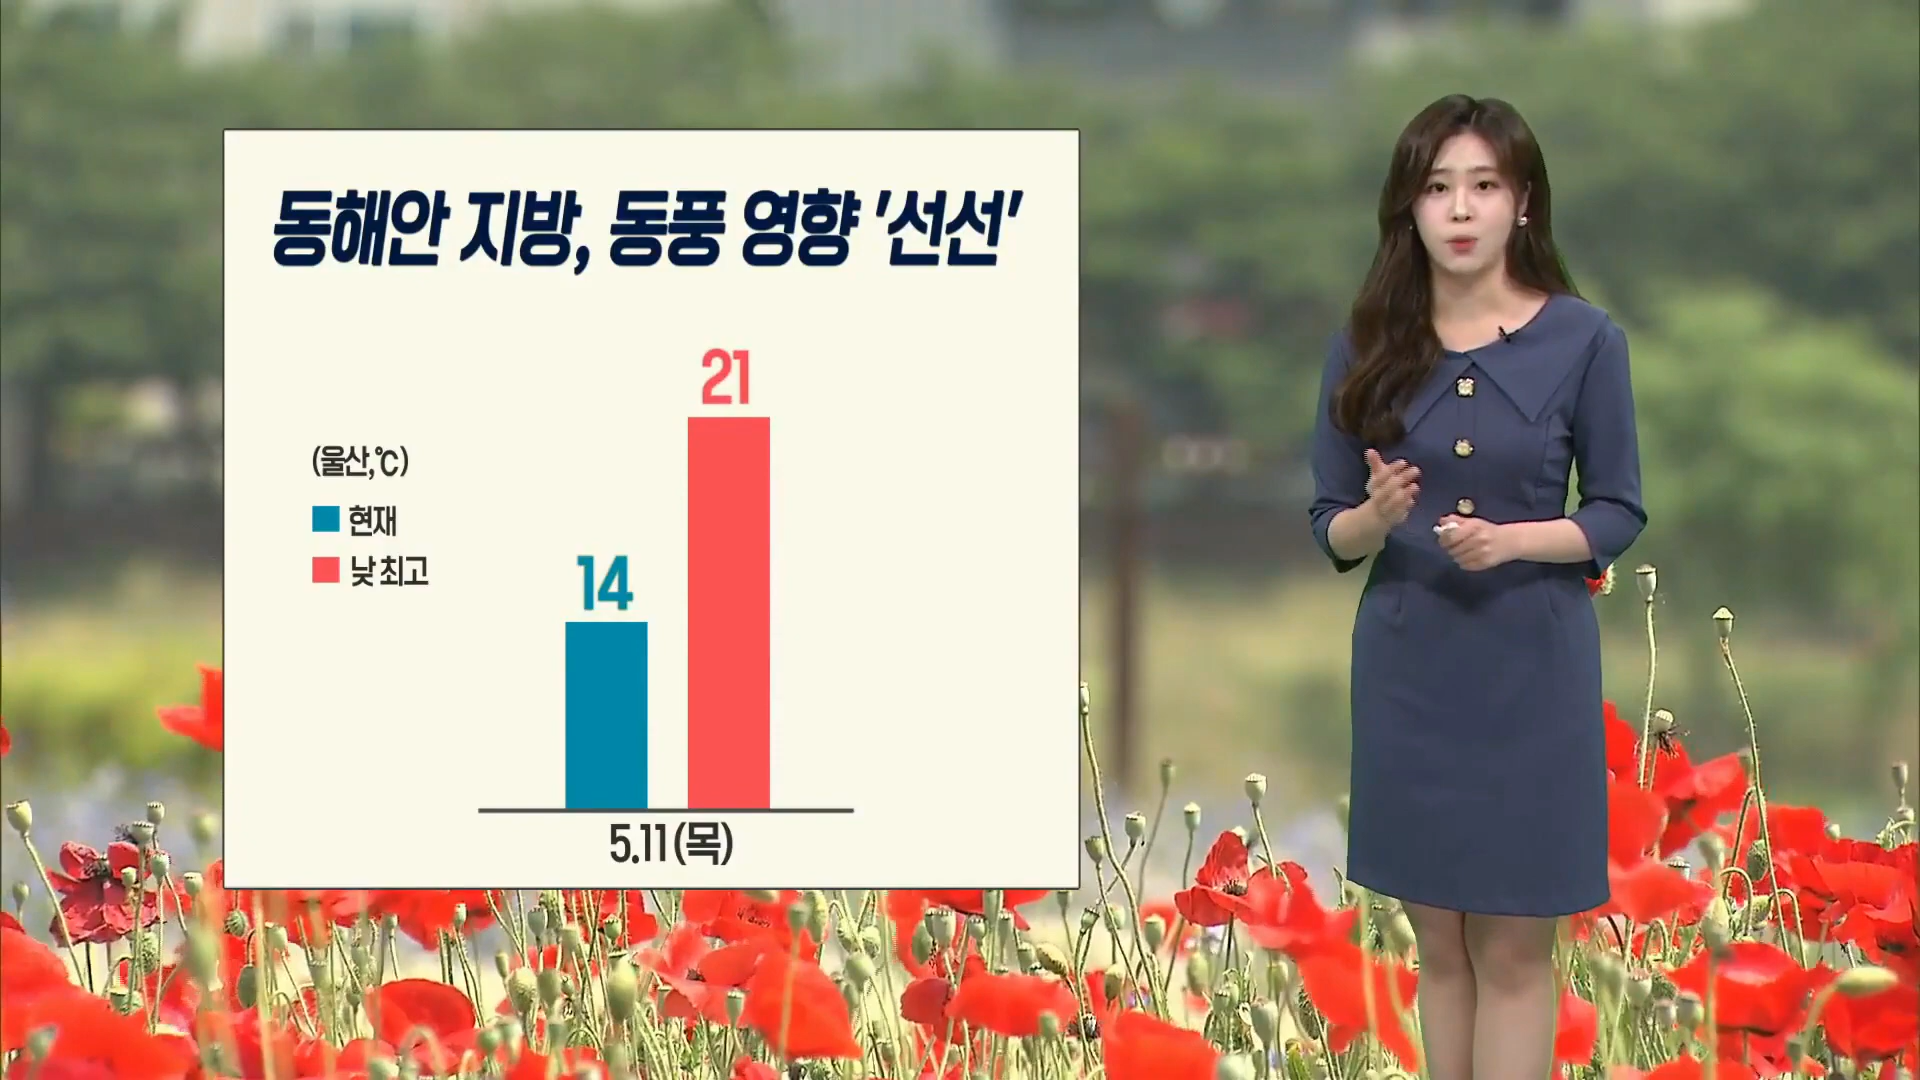 동해안 지방, 동풍 영향 '선선'
21
(울산,℃)
현재
14
낮 최고
5.11(목)